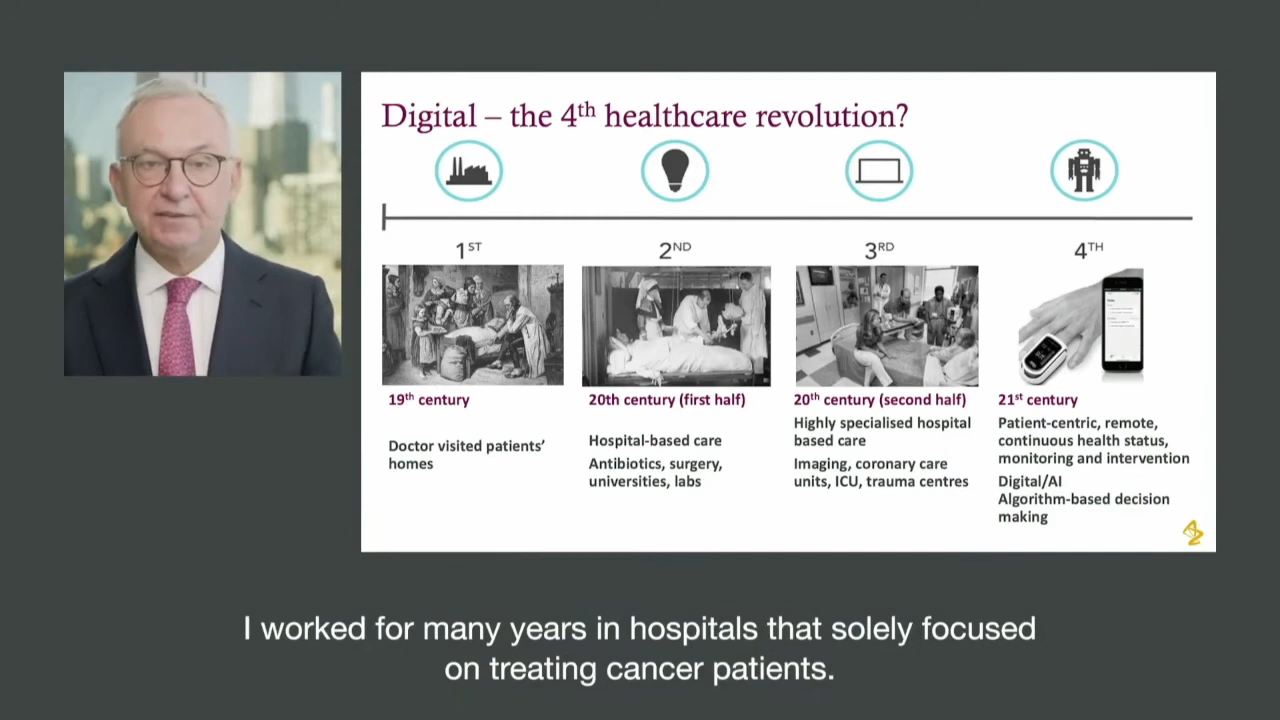 Digital – the 4th healthcare revolution?
1ST
2ND
3RD
4TH
19th century
Doctor visited patients’
homes
20th century (first half)
Hospital-based care
Antibiotics, surgery,
universities, labs
20th century (second half)
Highly specialised hospital
based care
Imaging, coronary care
units, ICU, trauma centres
21st century
Patient-centric, remote,
continuous health status,
monitoring and intervention
Digital/AI
Algorithm-based decision
making
I worked for many years in hospitals that solely focused
on treating cancer patients.